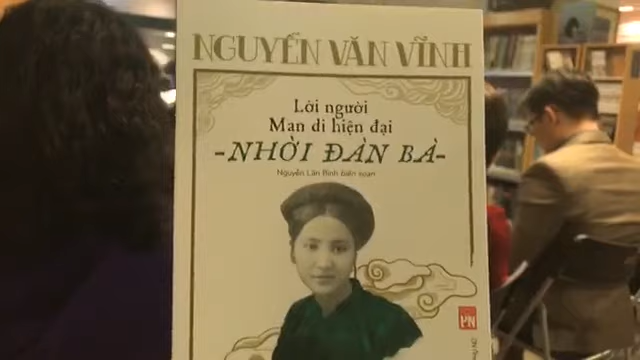 NGUYỄN VĂN VĨNH
Lời người
Man di hiện đại
-NHỜI ĐÀN BÀ-
Nguyễn Lân Bình biên soạn